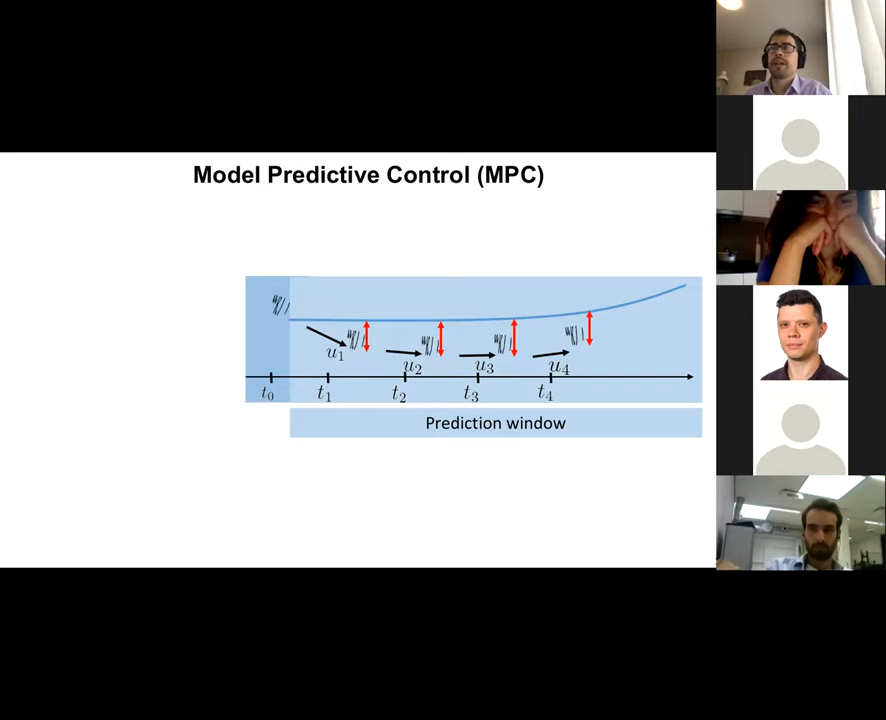 Model Predictive Control (MPC)
u₁
u₂
u₃
u₄
t₀
t₁
t₂
t₃
t₄
Prediction window